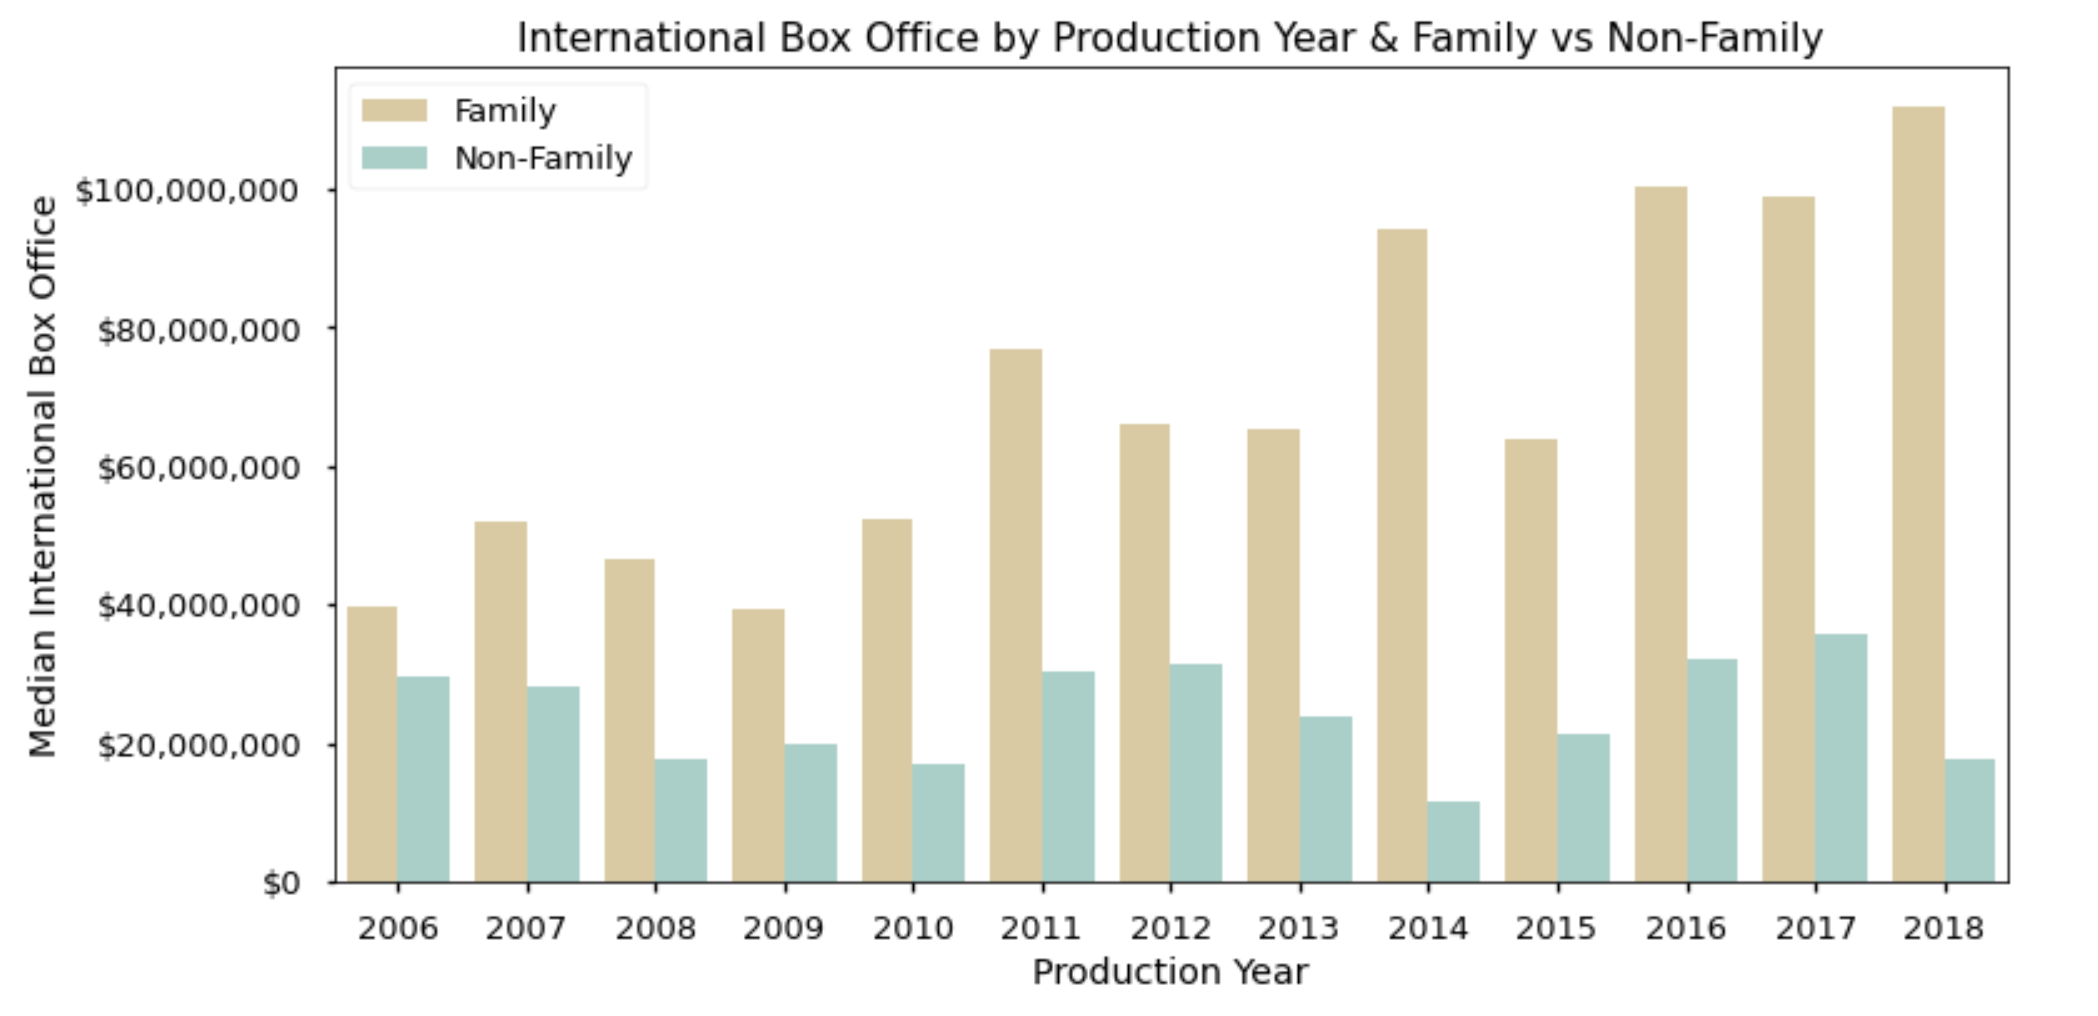 International Box Office by Production Year & Family vs Non-Family
Family
Non-Family
Median International Box Office
$100,000,000
$80,000,000
$60,000,000
$40,000,000
$20,000,000
$0
2006 2007 2008 2009 2010 2011 2012 2013 2014 2015 2016 2017 2018
Production Year